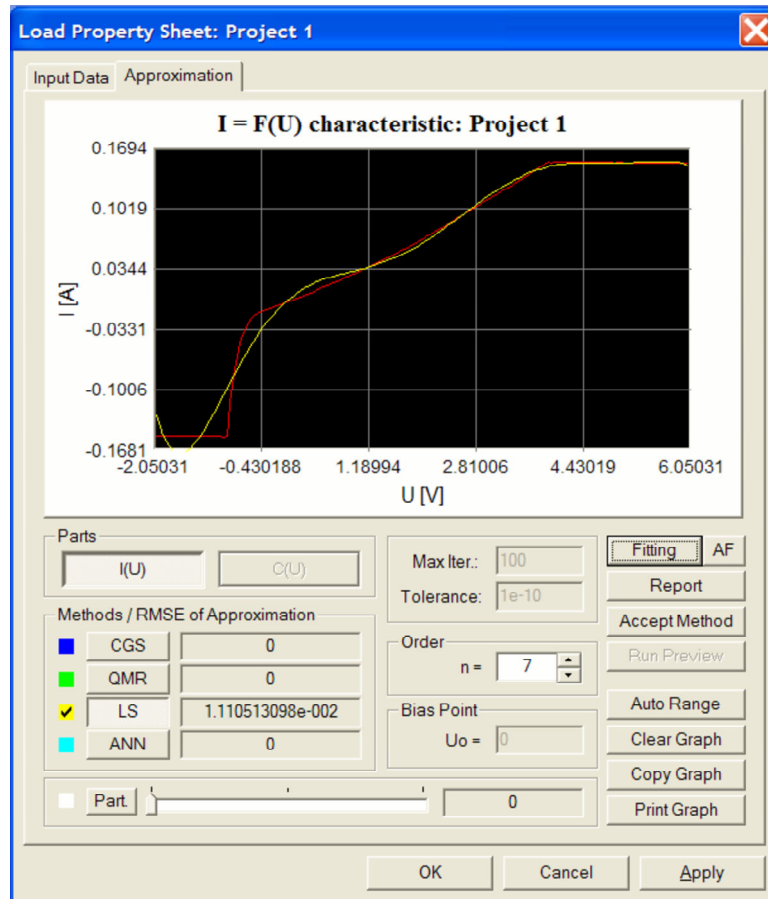 Load Property Sheet: Project 1
Input Data Approximation
I = F(U) characteristic: Project 1
0.1694
0.1019
0.0344
-0.0331
-0.1006
-0.1681
I [A]
-2.05031 -0.430188 1.18994 2.81006 4.43019 6.05031
U [V]
Parts
I(U) C(U)
Methods / RMSE of Approximation
CGS 0
QMR 0
LS 1.110513098e-002
ANN 0
Max Iter.: 100
Tolerance: 1e-10
Order
n = 7
Bias Point
Uo = 0
Fitting AF
Report
Accept Method
Run Preview
Auto Range
Clear Graph
Copy Graph
Print Graph
Part. 0
OK Cancel Apply